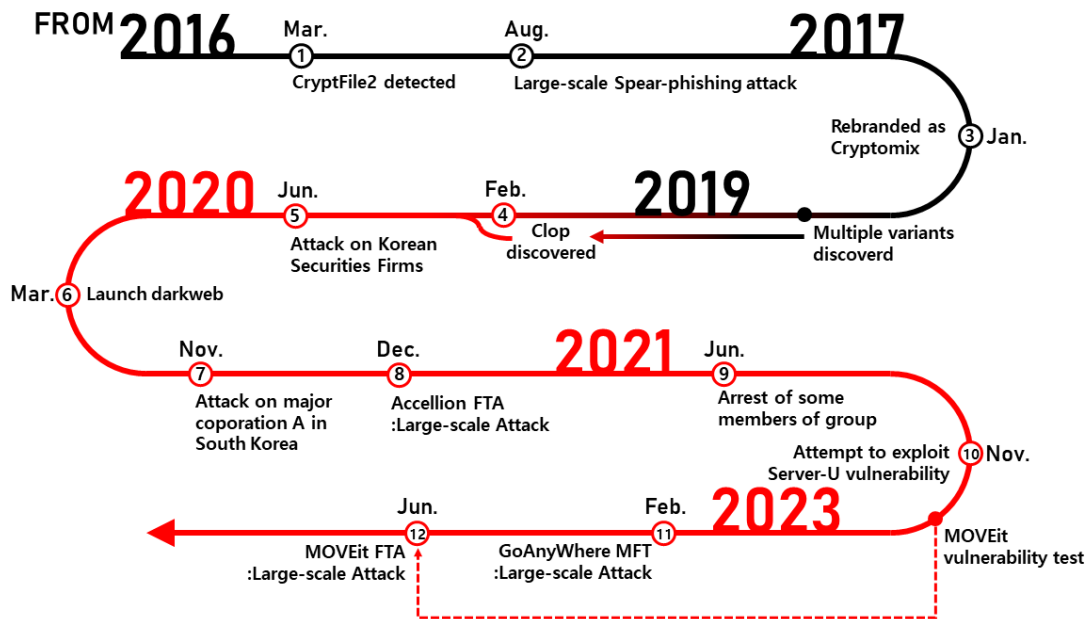 FROM 2016
Mar.
1
CryptFile2 detected
Aug.
2
Large-scale Spear-phishing attack
2017
Rebranded as
Cryptomix
3
Jan.
2019
Multiple variants
discoverd
Feb.
4
Clop
discovered
Jun.
5
Attack on Korean
Securities Firms
2020
Mar.
6
Launch darkweb
Nov.
7
Attack on major
coporation A in
South Korea
Dec.
8
Accellion FTA
:Large-scale Attack
2021
Jun.
9
Arrest of some
members of group
Attempt to exploit
Server-U vulnerability
10
Nov.
MOVEit
vulnerability test
2023
Feb.
11
GoAnyWhere MFT
:Large-scale Attack
Jun.
12
MOVEit FTA
:Large-scale Attack